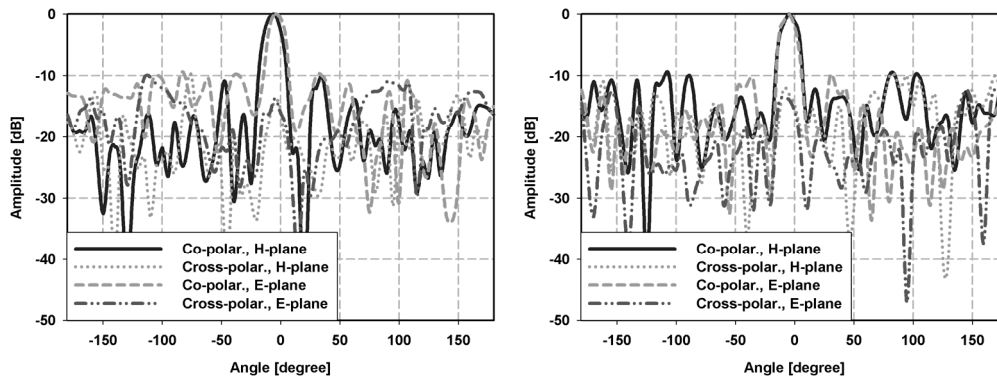 0
-10
-20
-30
-40
-50
Amplitude [dB]
Co-polar., H-plane
Cross-polar., H-plane
Co-polar., E-plane
Cross-polar., E-plane
-150 -100 -50 0 50 100 150
Angle [degree]
0
-10
-20
-30
-40
-50
Amplitude [dB]
Co-polar., H-plane
Cross-polar., H-plane
Co-polar., E-plane
Cross-polar., E-plane
-150 -100 -50 0 50 100 150
Angle [degree]